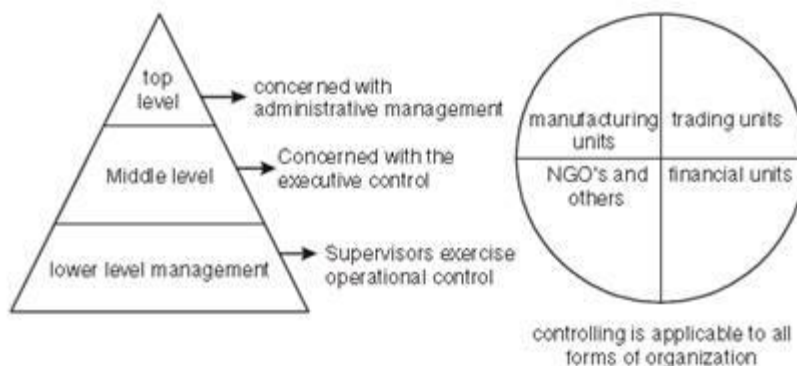 top
level
concerned with
administrative management
Middle level
Concerned with the
executive control
lower level management
Supervisors exercise
operational control
manufacturing
units
trading units
NGO's and
others
financial units
controlling is applicable to all
forms of organization